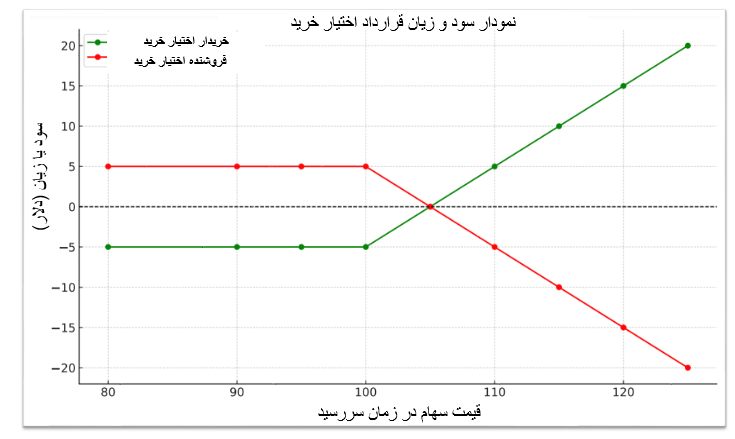 نمودار سود و زیان قرارداد اختیار خرید
خریدار اختیار خرید
فروشنده اختیار خرید
سود یا زیان (دلار)
20
15
10
5
0
−5
−10
−15
−20
80 90 100 110 120
قیمت سهام در زمان سررسید